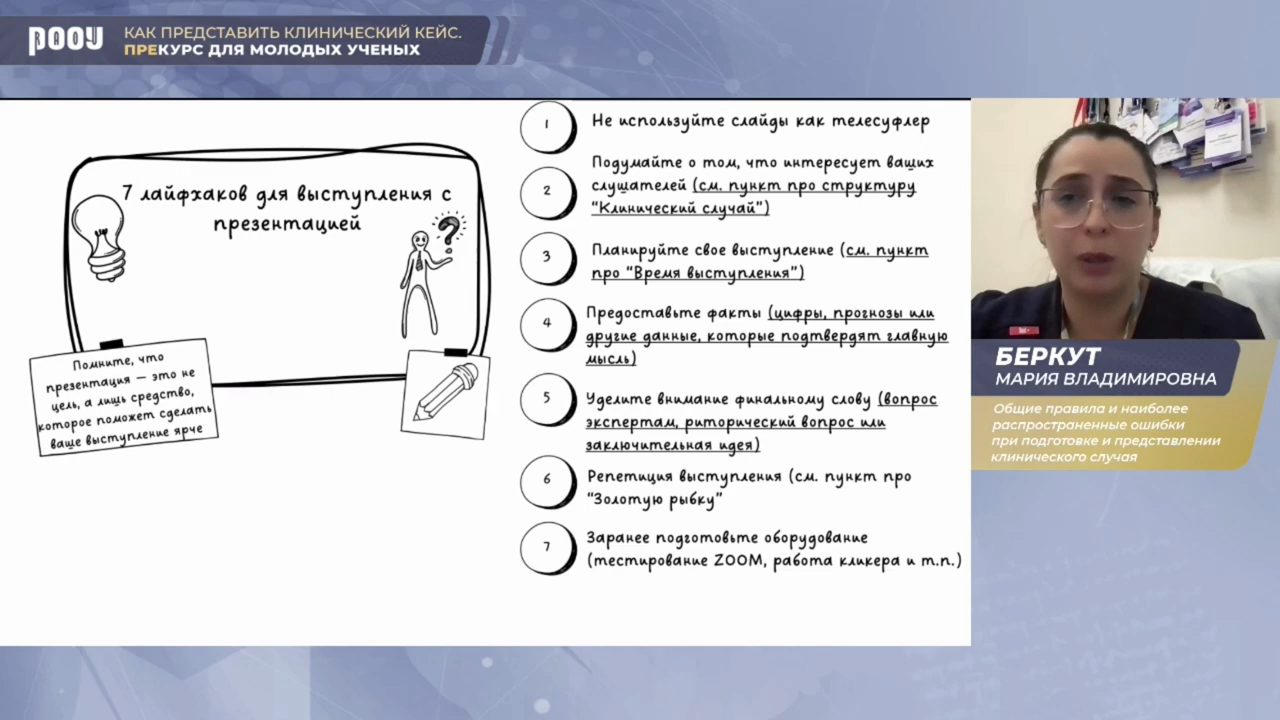 РООУ
КАК ПРЕДСТАВИТЬ КЛИНИЧЕСКИЙ КЕЙС.
ПРЕКУРС ДЛЯ МОЛОДЫХ УЧЕНЫХ
7 лайфхаков для выступления с
презентацией
Помните, что
презентация — это не
цель, а лишь средство,
которое поможет сделать
ваше выступление ярче
1
Не используйте слайды как телесуфлер
2
Подумайте о том, что интересует ваших
слушателей (см. пункт про структуру
"Клинический случай")
3
Планируйте свое выступление (см. пункт
про "Время выступления")
4
Предоставьте факты (цифры, прогнозы или
другие данные, которые подтвердят главную
мысль)
5
Уделите внимание финальному слову (вопрос
экспертам, риторический вопрос или
заключительная идея)
6
Репетиция выступления (см. пункт про
"Золотую рыбку"
7
Заранее подготовьте оборудование
(тестирование ZOOM, работа кликера и т.п.)
БЕРКУТ
МАРИЯ ВЛАДИМИРОВНА
Общие правила и наиболее
распространенные ошибки
при подготовке и представлении
клинического случая